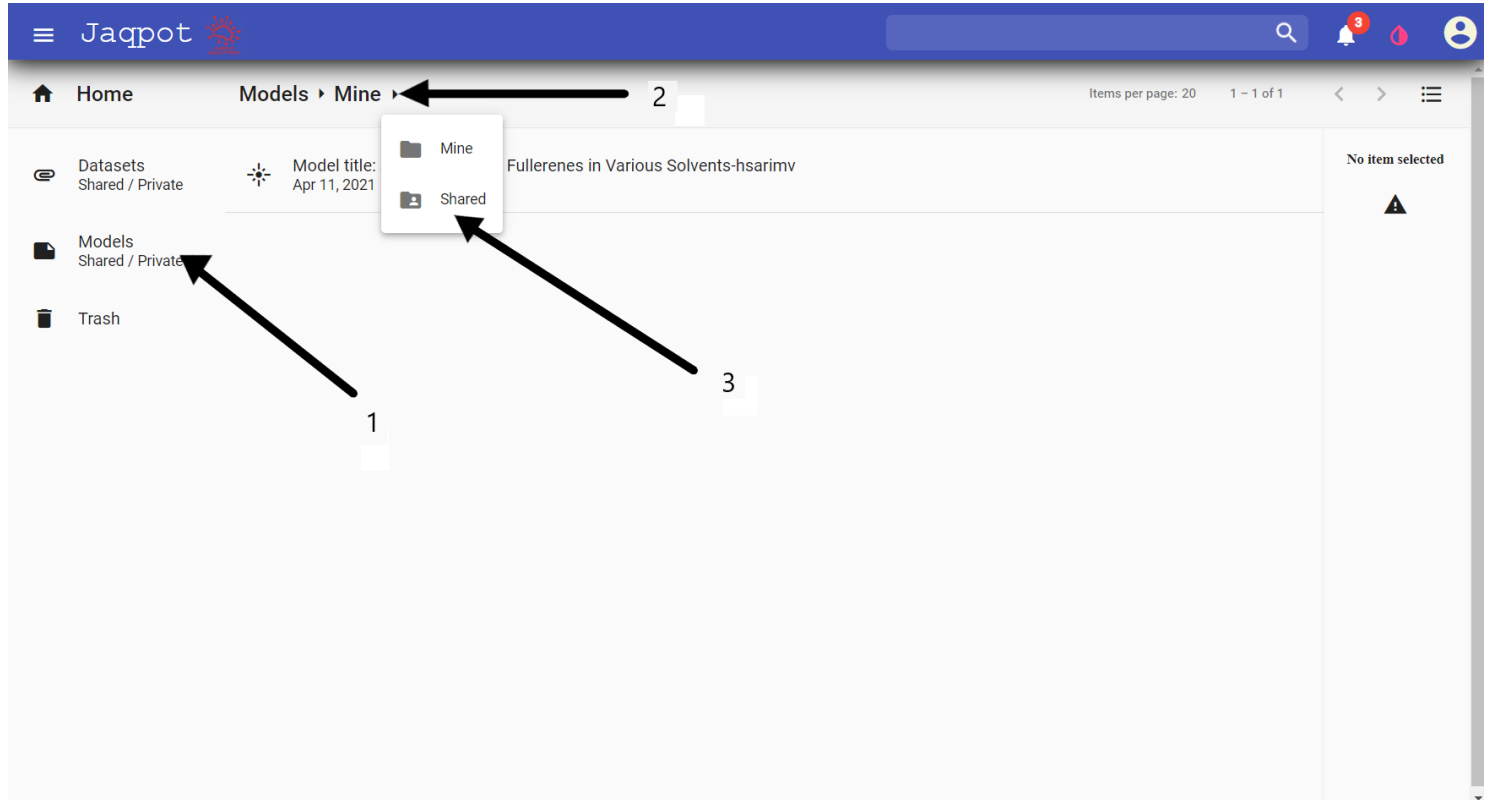 Jaqpot
3
Home
Models ‣ Mine ‣
2
Items per page: 20
1 – 1 of 1
Datasets
Shared / Private
Model title:
Fullerenes in Various Solvents-hsarimv
Apr 11, 2021
Mine
Shared
No item selected
Models
Shared / Private
Trash
3
1